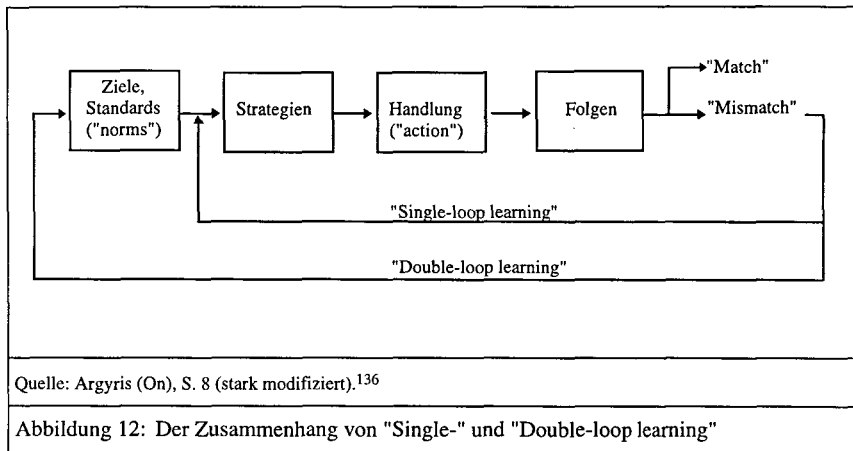 Ziele,
Standards
("norms")
Strategien
Handlung
("action")
Folgen
"Match"
"Mismatch"
"Single-loop learning"
"Double-loop learning"
Quelle: Argyris (On), S. 8 (stark modifiziert).136
Abbildung 12: Der Zusammenhang von "Single-" und "Double-loop learning"